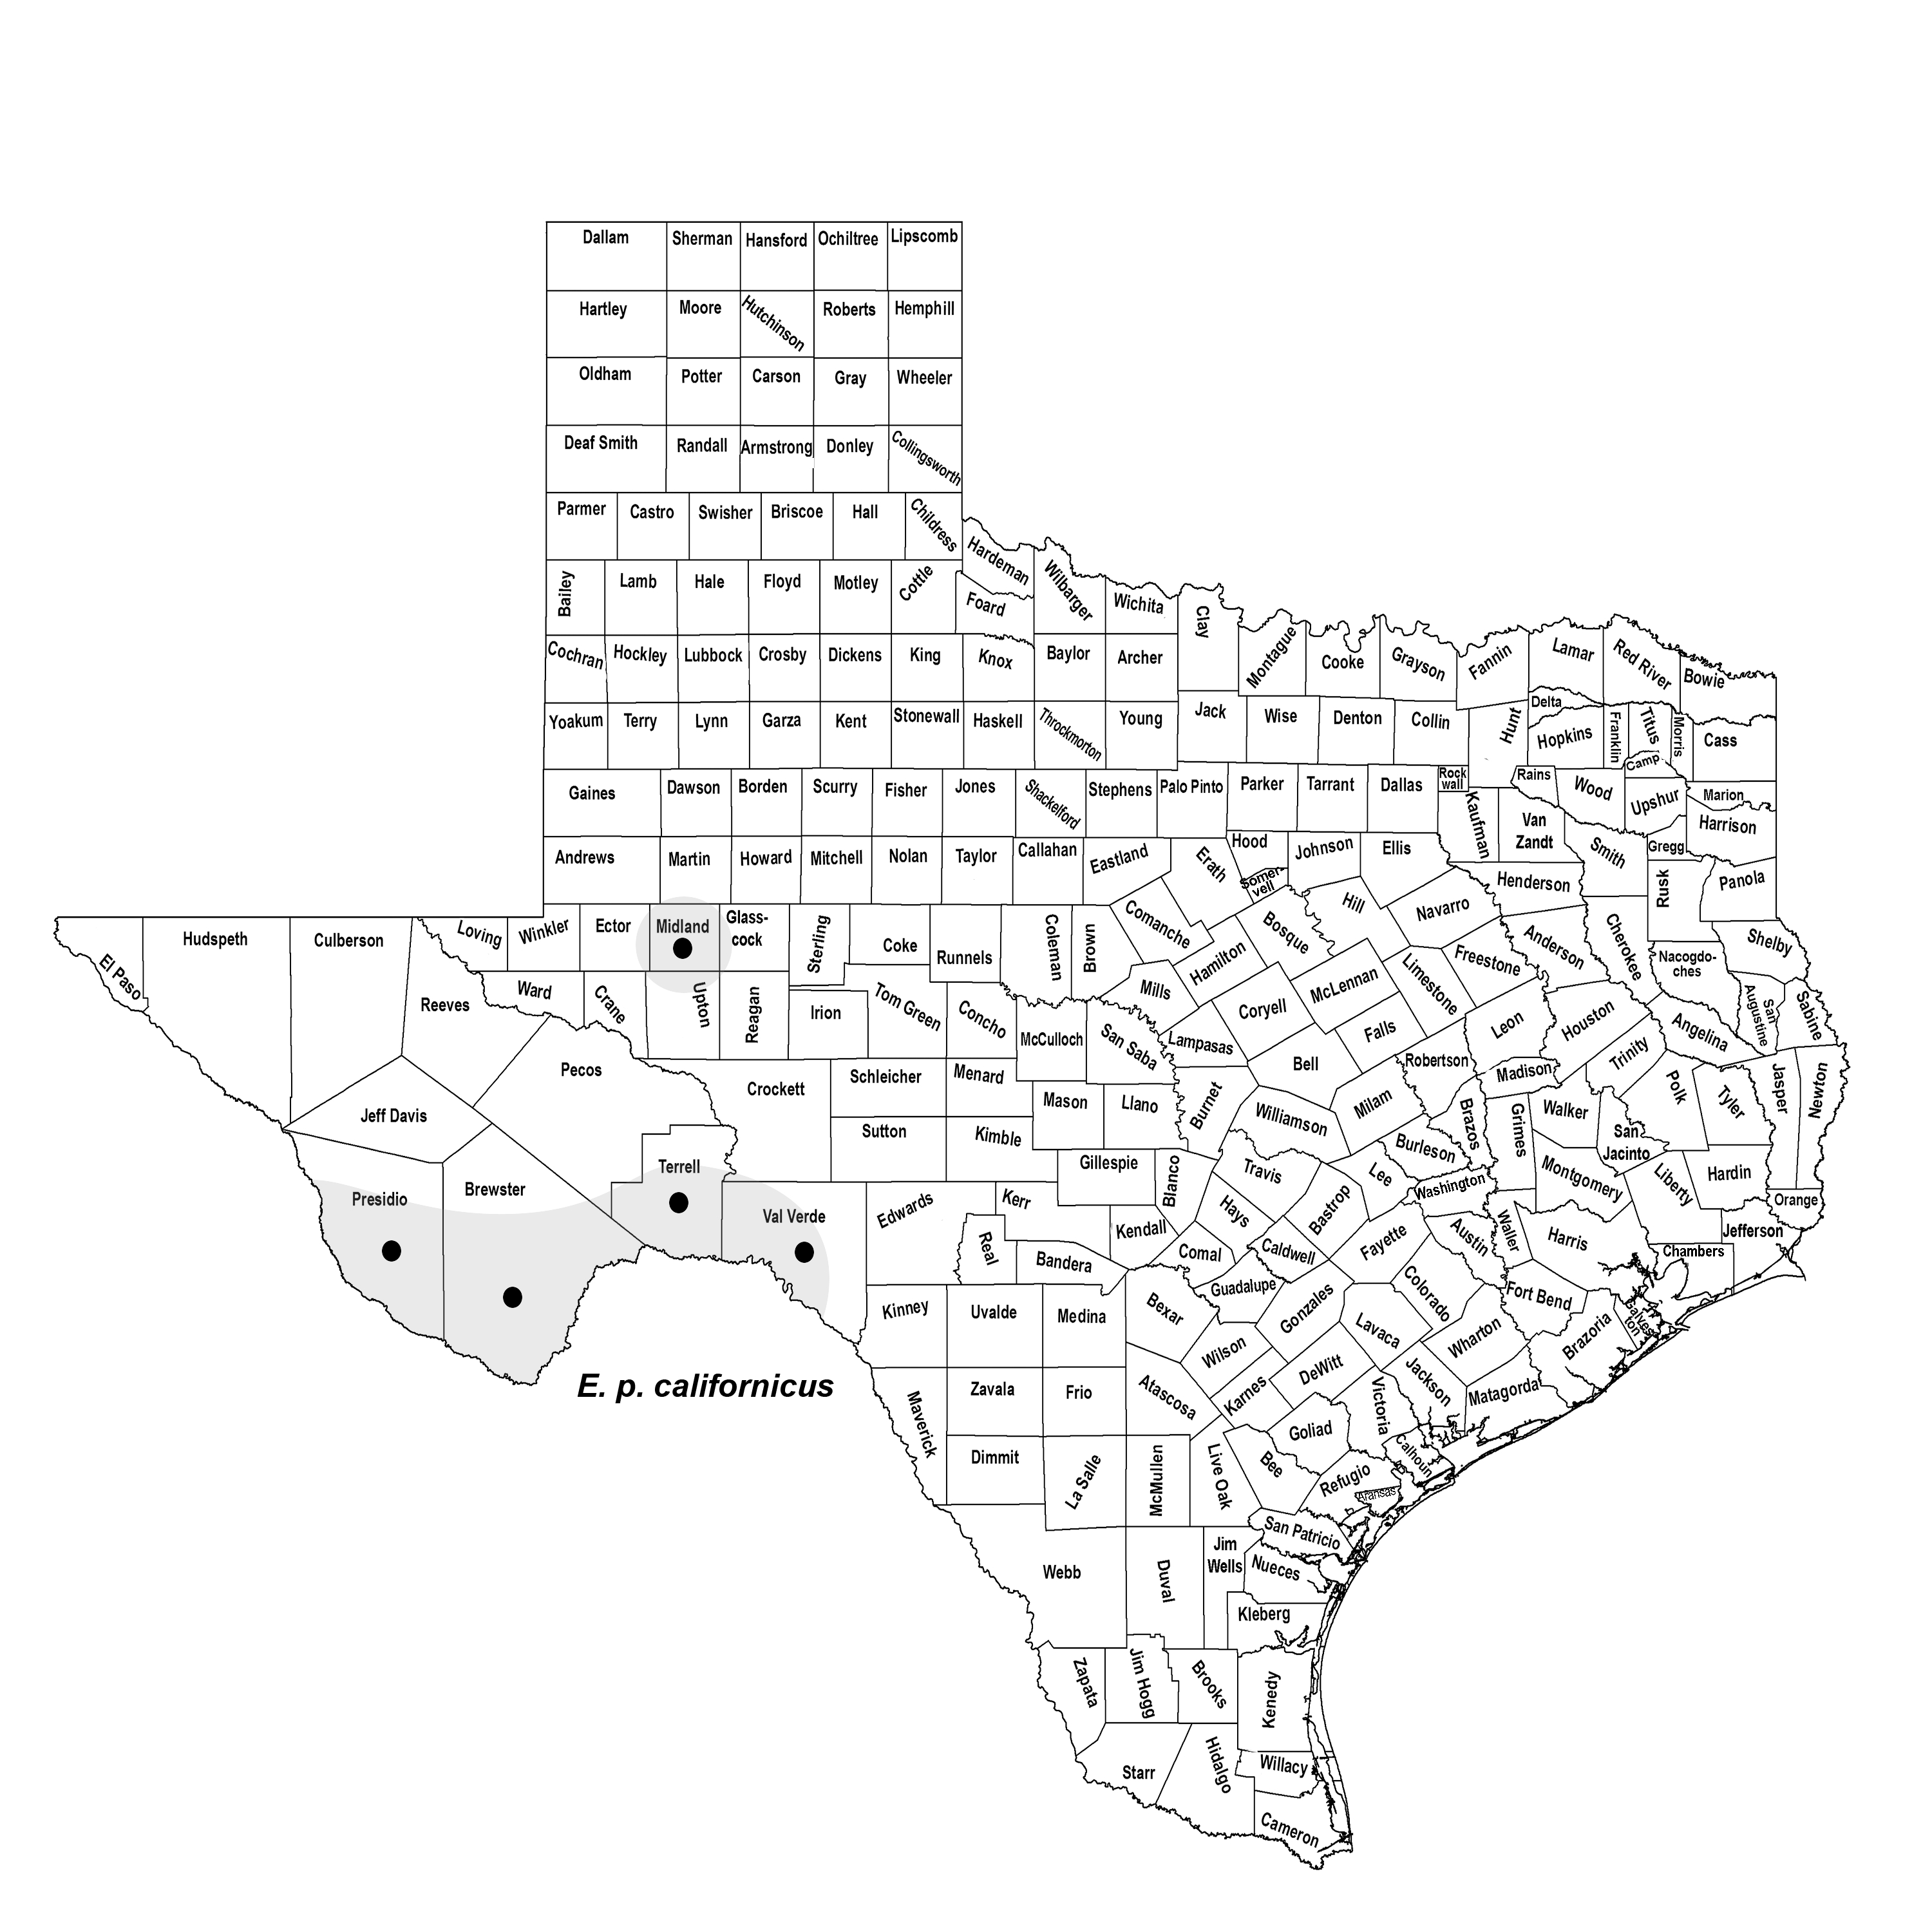 Dallam Sherman Hansford Ochiltree Lipscomb
Hartley Moore Hutchinson Roberts Hemphill
Oldham Potter Carson Gray Wheeler
Deaf Smith Randall Armstrong Donley Collingsworth
Parmer Castro Swisher Briscoe Hall Childress
Hardeman Wilbarger
Bailey Lamb Hale Floyd Motley Cottle Foard Wichita Clay
Montague Cooke Grayson Fannin Lamar Red River Bowie
Cochran Hockley Lubbock Crosby Dickens King Knox Baylor Archer
Yoakum Terry Lynn Garza Kent Stonewall Haskell Throckmorton Young Jack Wise Denton Collin Hunt Delta Hopkins Franklin Titus Morris Cass
Gaines Dawson Borden Scurry Fisher Jones Shackelford Stephens Palo Pinto Parker Tarrant Dallas
Rock
wall
Kaufman Rains Wood Camp Upshur Marion
Van
Zandt
Harrison
Andrews Martin Howard Mitchell Nolan Taylor Callahan Eastland Erath Hood
Somer-
vell
Johnson Ellis Henderson Smith Gregg Rusk Panola
El Paso Hudspeth Culberson Loving Winkler Ector Midland
Glass-
cock
Sterling Coke Runnels Coleman Brown Comanche Hamilton Bosque Hill Navarro Freestone Anderson Cherokee
Nacogdo-
ches
Shelby
Reeves Ward Crane Upton Reagan Irion Tom Green Concho McCulloch San Saba Mills Lampasas Coryell McLennan Limestone Falls Leon Houston Trinity Angelina
San
Augustine
Sabine
Jeff Davis Pecos Crockett Schleicher Menard Mason Llano Burnet Bell Williamson Milam Robertson Madison Brazos Grimes Walker Polk Tyler Jasper Newton
San
Jacinto
Terrell Sutton Kimble Gillespie Blanco Travis Lee Burleson Washington Montgomery Liberty Hardin Orange
Presidio Brewster Val Verde Edwards Kerr Real Kendall Bandera Hays Comal Caldwell Bastrop Fayette Austin Waller Harris Chambers Jefferson
Kinney Uvalde Medina Bexar Guadalupe Gonzales Colorado Lavaca Wharton Fort Bend Brazoria
Galves
ton
E. p. californicus
Maverick Zavala Frio Atascosa Wilson Karnes DeWitt Victoria Jackson Matagorda
Dimmit La Salle McMullen Live Oak Bee Goliad Refugio Calhoun Aransas
San Patricio
Webb Duval
Jim
Wells
Nueces
Kleberg
Zapata Jim Hogg Brooks Kenedy
Starr Hidalgo Willacy
Cameron